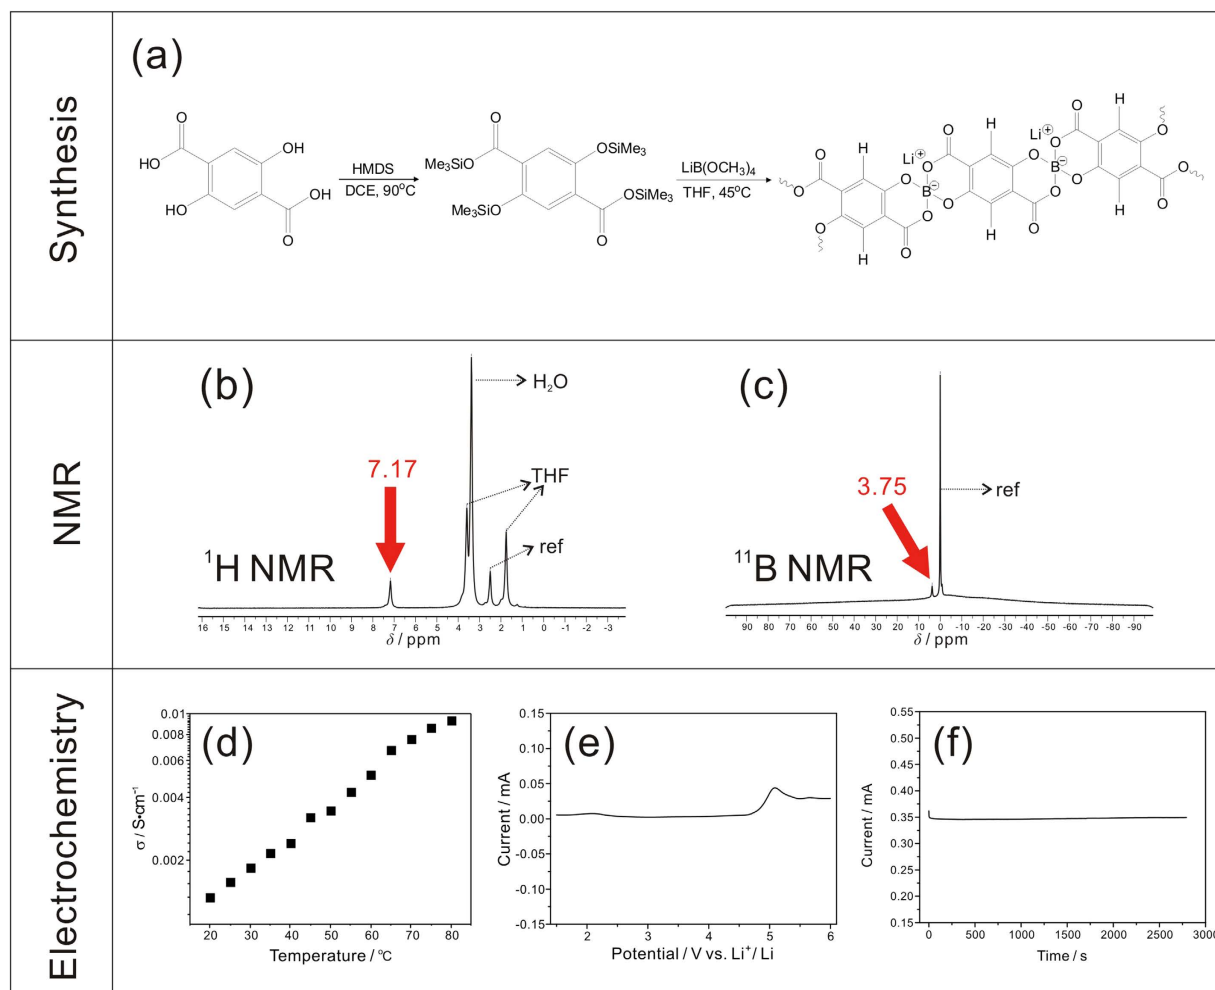 Synthesis
(a)
O
HO
OH
HO
OH
O
HMDS
DCE, 90°C
O
Me₃SiO
OSiMe₃
Me₃SiO
OSiMe₃
O
LiB(OCH₃)₄
THF, 45°C
O
H
O
O
O
H
O
Li⊕
O
O
B⁻
O
O
O
H
H
O
O
O
Li⊕
O
O
B⁻
O
O
H
O
O
O
H
NMR
(b)
H₂O
7.17
THF
ref
¹H NMR
16 15 14 13 12 11 10 9 8 7 6 5 4 3 2 1 0 -1 -2 -3
δ / ppm
(c)
3.75
ref
¹¹B NMR
90 80 70 60 50 40 30 20 10 0 -10 -20 -30 -40 -50 -60 -70 -80 -90
δ / ppm
Electrochemistry
(d)
0.01
0.008
0.006
0.004
0.002
σ / S•cm⁻¹
20 30 40 50 60 70 80
Temperature / °C
(e)
0.15
0.10
0.05
0.00
-0.05
-0.10
-0.15
Current / mA
2 3 4 5 6
Potential / V vs. Li⁺/ Li
(f)
0.55
0.50
0.45
0.40
0.35
0.30
0.25
0.20
0.15
Current / mA
0 500 1000 1500 2000 2500 3000
Time / s